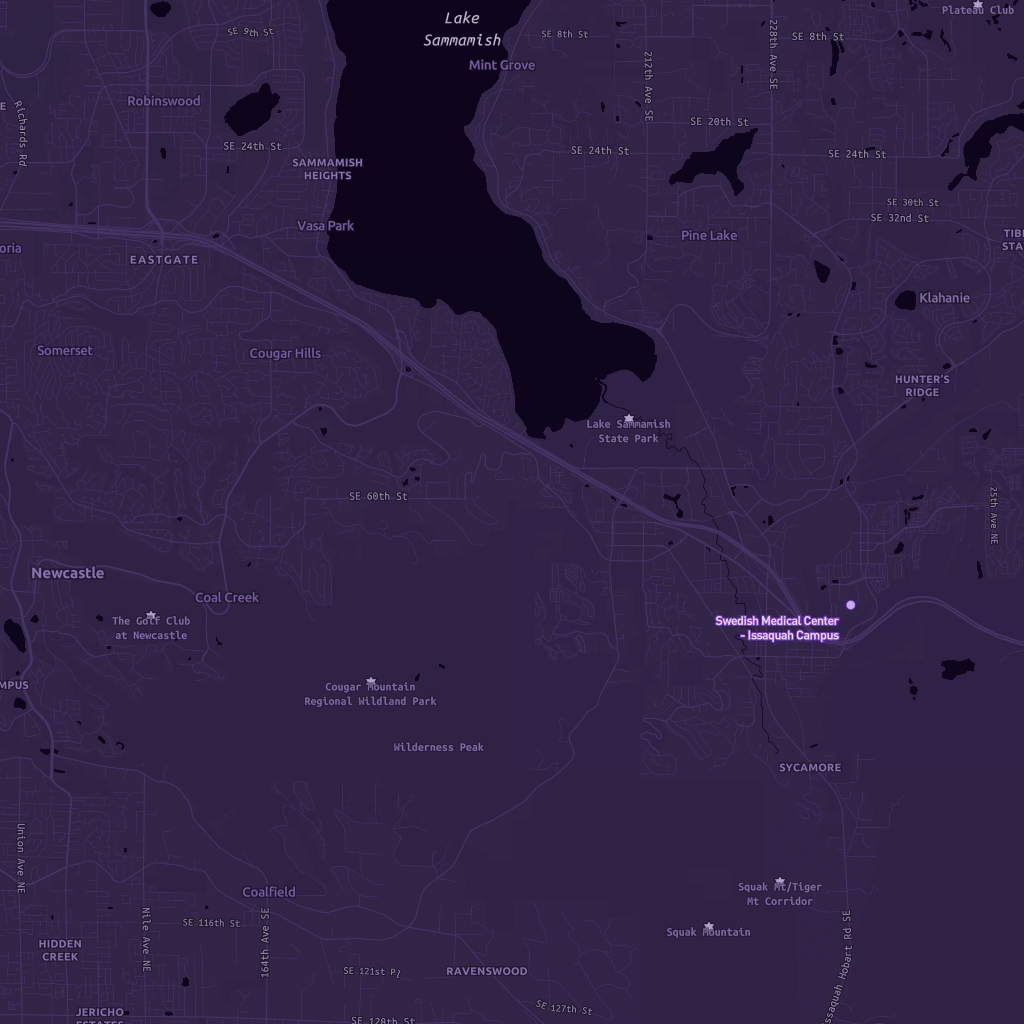 Lake
Sammamish
Plateau Club
SE 9th St
SE 8th St
228th Ave SE
SE 8th St
Mint Grove
212th Ave SE
Robinswood
Richards Rd
SE 20th St
SE 24th St
SE 24th St
SE 24th St
SAMMAMISH
HEIGHTS
SE 30th St
SE 32nd St
Vasa Park
Pine Lake
EASTGATE
Klahanie
Somerset
Cougar Hills
HUNTER'S
RIDGE
Lake Sammamish
State Park
SE 60th St
25th Ave NE
Newcastle
Coal Creek
The Golf Club
at Newcastle
Swedish Medical Center
- Issaquah Campus
Cougar Mountain
Regional Wildland Park
Wilderness Peak
SYCAMORE
Union Ave NE
Squak Mt/Tiger
Mt Corridor
Coalfield
Nile Ave NE
SE 116th St
164th Ave SE
Squak Mountain
HIDDEN
CREEK
SE 121st Pl
RAVENSWOOD
ssaquah Hobart Rd SE
SE 127th St
JERICHO
ESTATES
SE 128th St